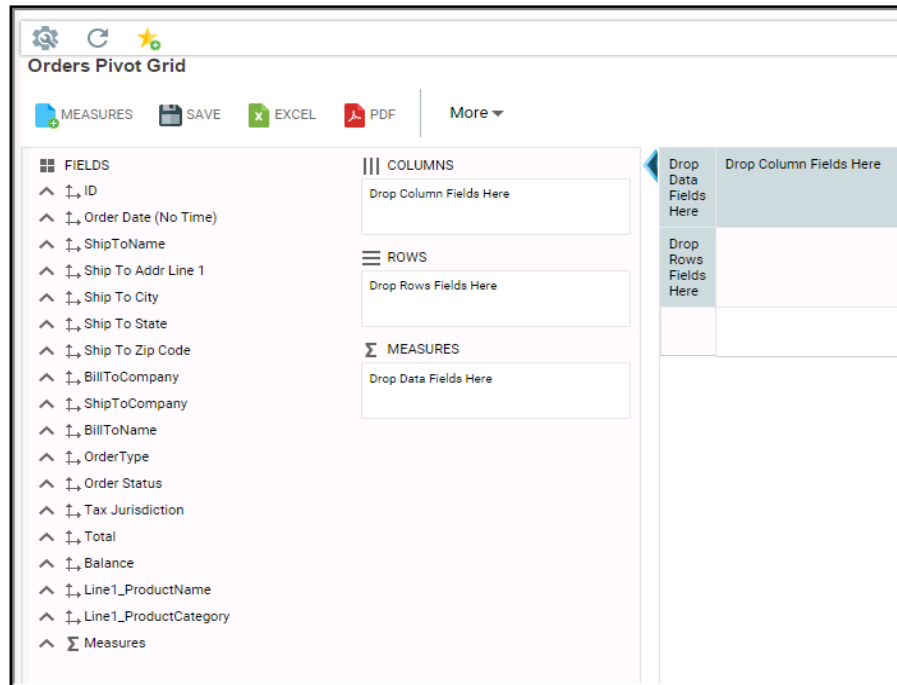 Orders Pivot Grid
MEASURES SAVE EXCEL PDF More
FIELDS
ID
Order Date (No Time)
ShipToName
Ship To Addr Line 1
Ship To City
Ship To State
Ship To Zip Code
BillToCompany
ShipToCompany
BillToName
OrderType
Order Status
Tax Jurisdiction
Total
Balance
Line1_ProductName
Line1_ProductCategory
Measures
COLUMNS
Drop Column Fields Here
ROWS
Drop Rows Fields Here
MEASURES
Drop Data Fields Here
Drop
Data
Fields
Here
Drop Column Fields Here
Drop
Rows
Fields
Here